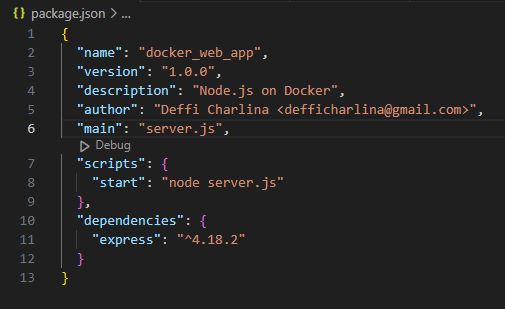 {} package.json > ...
1 {
2 "name": "docker_web_app",
3 "version": "1.0.0",
4 "description": "Node.js on Docker",
5 "author": "Deffi Charlina <defficharlina@gmail.com>",
6 "main": "server.js",
Debug
7 "scripts": {
8 "start": "node server.js"
9 },
10 "dependencies": {
11 "express": "^4.18.2"
12 }
13 }